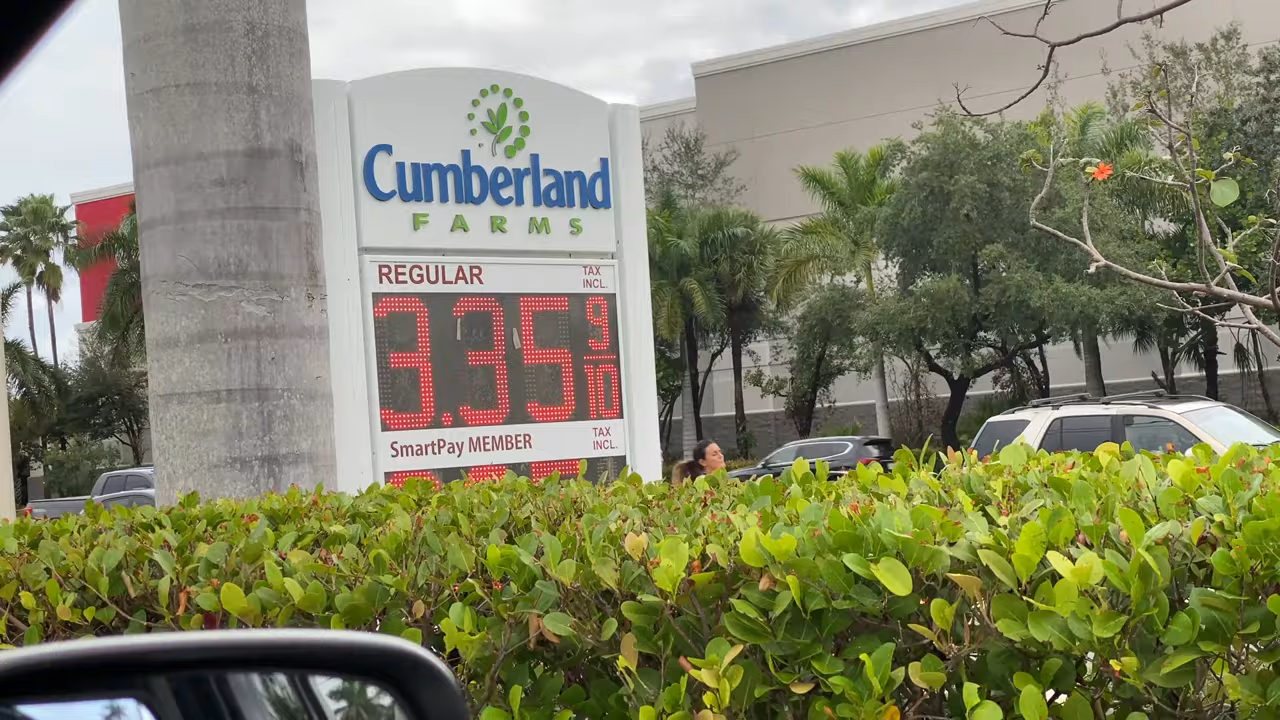 Cumberland
FARMS
REGULAR TAX INCL.
3.35 9/10
SmartPay MEMBER TAX INCL.